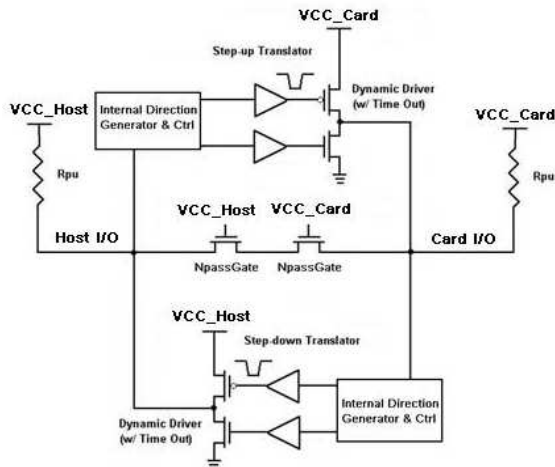 VCC_Card
Step-up Translator
Dynamic Driver
(w/ Time Out)
VCC_Host
Internal Direction
Generator & Ctrl
VCC_Card
Rpu
Rpu
VCC_Host
VCC_Card
Host I/O
Card I/O
NpassGate
NpassGate
VCC_Host
Step-down Translator
Internal Direction
Generator & Ctrl
Dynamic Driver
(w/ Time Out)